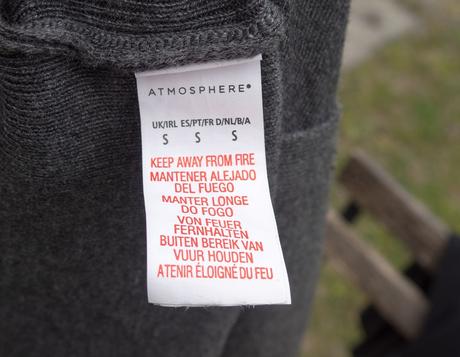 ATMOSPHERE
UK/IRL ES/PT/FR D/NL/B/A
S S S
KEEP AWAY FROM FIRE
MANTENER ALEJADO
DEL FUEGO
MANTER LONGE
DO FOGO
VON FEUER
FERNHALTEN
BUITEN BEREIK VAN
VUUR HOUDEN
A TENIR ÉLOIGNÉ DU FEU